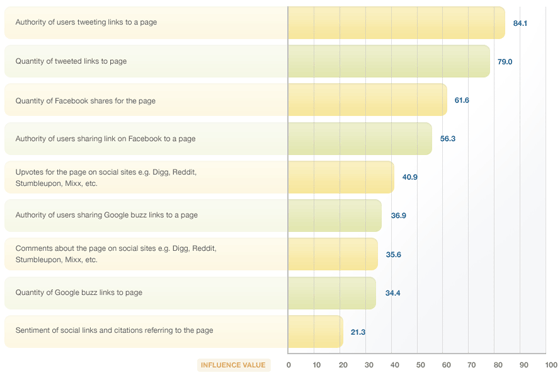 Authority of users tweeting links to a page
84.1
Quantity of tweeted links to page
79.0
Quantity of Facebook shares for the page
61.6
Authority of users sharing link on Facebook to a page
56.3
Upvotes for the page on social sites e.g. Digg, Reddit,
Stumbleupon, Mixx, etc.
40.9
Authority of users sharing Google buzz links to a page
36.9
Comments about the page on social sites e.g. Digg, Reddit,
Stumbleupon, Mixx, etc.
35.6
Quantity of Google buzz links to page
34.4
Sentiment of social links and citations referring to the page
21.3
INFLUENCE VALUE 0 10 20 30 40 50 60 70 80 90 100